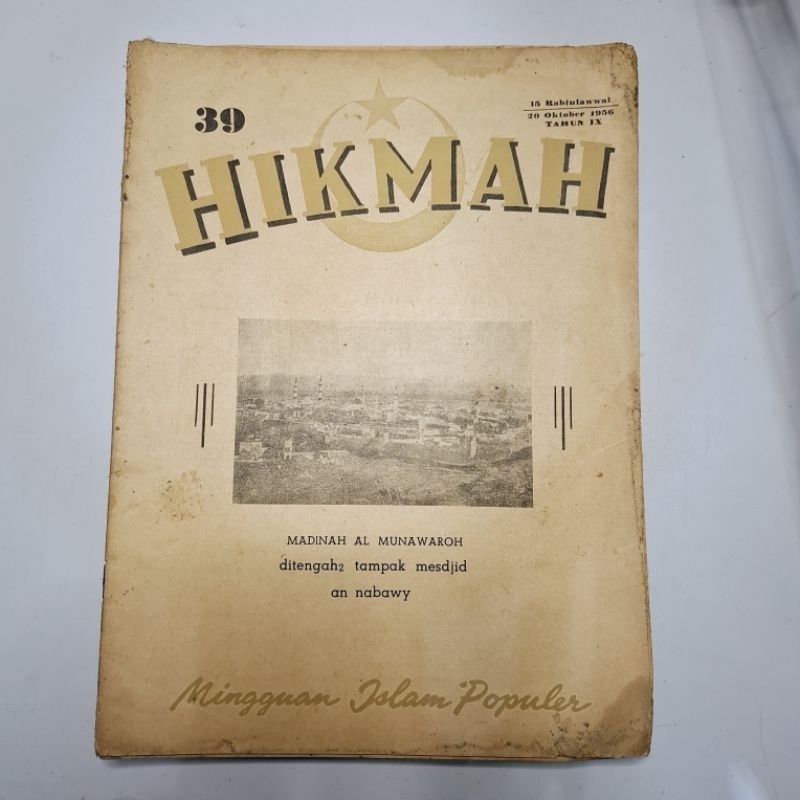 39
15 Rabiulawwal
20 Oktober 1956
TAHUN IX
HIKMAH
MADINAH AL MUNAWAROH
ditengah2 tampak mesdjid
an nabawy
Mingguan Islam Populer